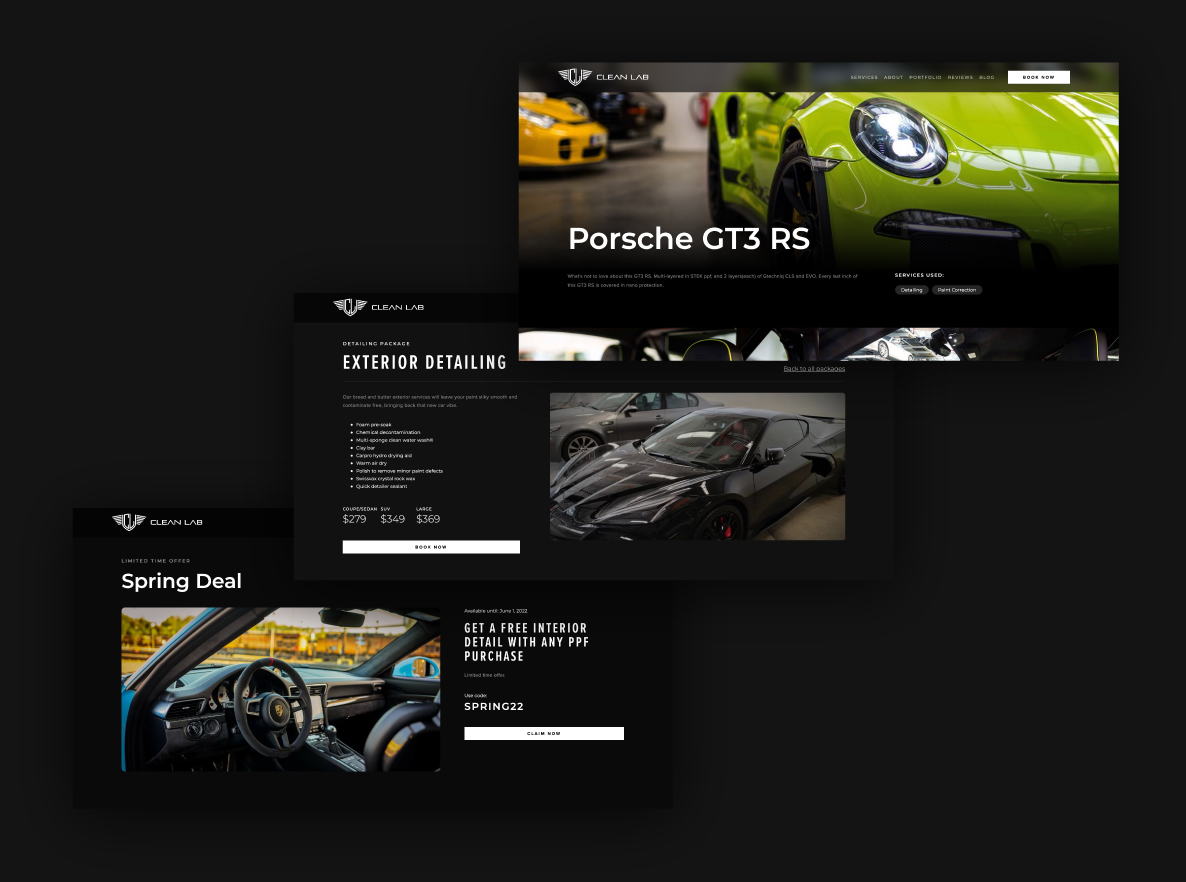 CLEAN LAB
SERVICES ABOUT PORTFOLIO REVIEWS BLOG
BOOK NOW
Porsche GT3 RS
What's not to love about this GT3 RS. Multi-layered in STEK ppf, and 2 layers(each) of Gtechniq CLS and EVO. Every last inch of
this GT3 RS is covered in nano protection.
SERVICES USED:
Detailing Paint Correction
CLEAN LAB
DETAILING PACKAGE
EXTERIOR DETAILING
Back to all packages
Our bread and butter exterior services will leave your paint silky smooth and
contaminate free, bringing back that new car vibe.
Foam pre-soak
Chemical decontamination
Multi-sponge clean water wash®
Clay bar
Carpro hydro drying aid
Warm air dry
Polish to remove minor paint defects
Swissvax crystal rock wax
Quick detailer sealant
COUPE/SEDAN SUV LARGE
$279 $349 $369
BOOK NOW
CLEAN LAB
LIMITED TIME OFFER
Spring Deal
Available until: June 1, 2022
GET A FREE INTERIOR
DETAIL WITH ANY PPF
PURCHASE
Limited time offer.
Use code:
SPRING22
CLAIM NOW